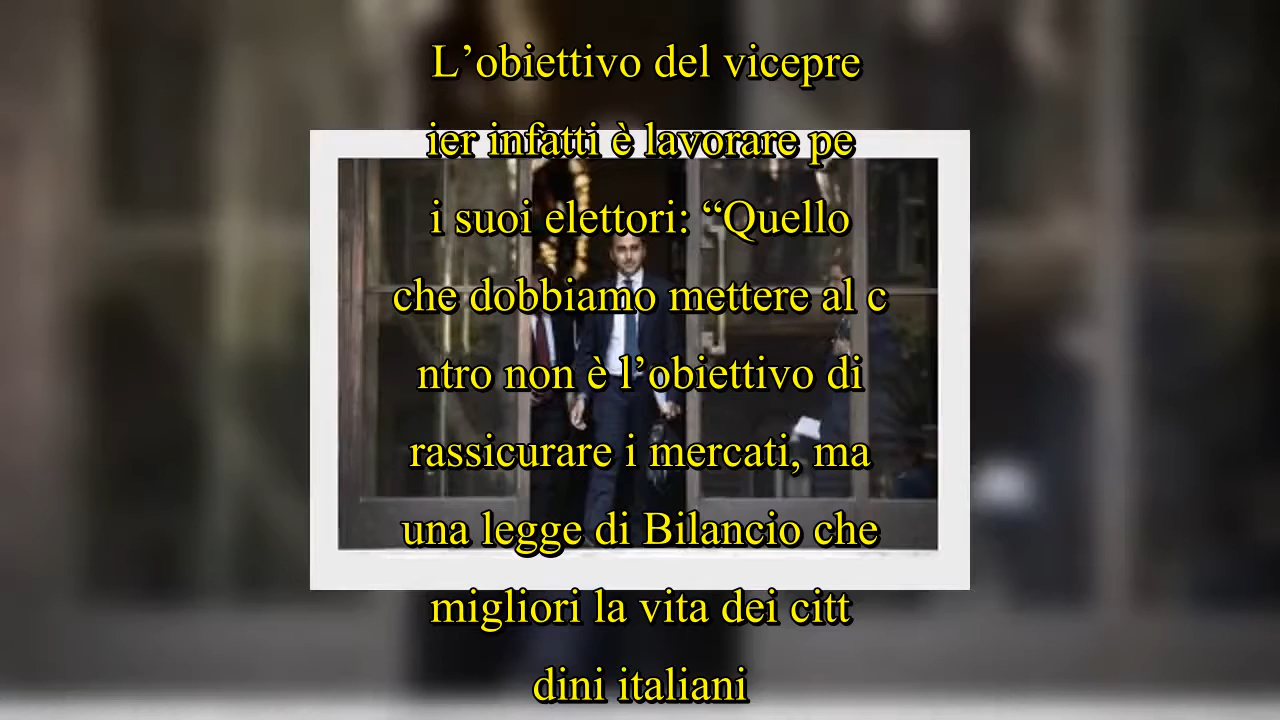 L’obiettivo del vicepre
ier infatti è lavorare pe
i suoi elettori: “Quello
che dobbiamo mettere al c
ntro non è l’obiettivo di
rassicurare i mercati, ma
una legge di Bilancio che
migliori la vita dei citt
dini italiani